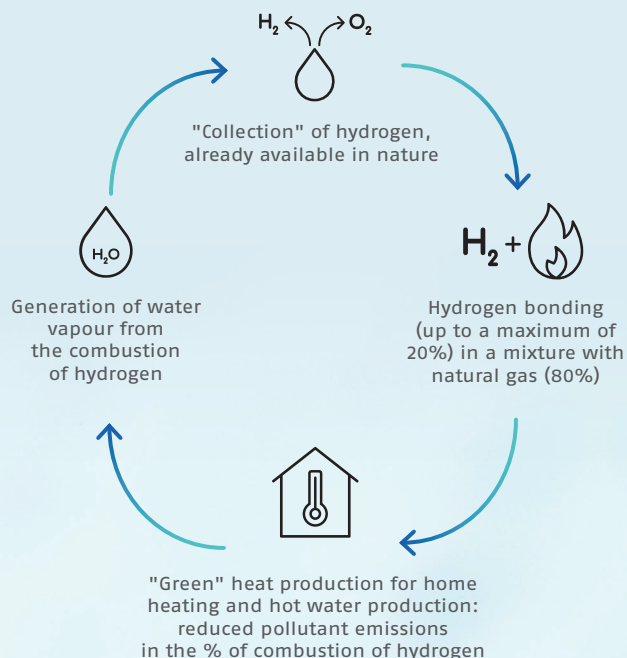 H₂ O₂
"Collection" of hydrogen,
already available in nature
H₂ +
Hydrogen bonding
(up to a maximum of
20%) in a mixture with
natural gas (80%)
"Green" heat production for home
heating and hot water production:
reduced pollutant emissions
in the % of combustion of hydrogen
H₂O
Generation of water
vapour from
the combustion
of hydrogen